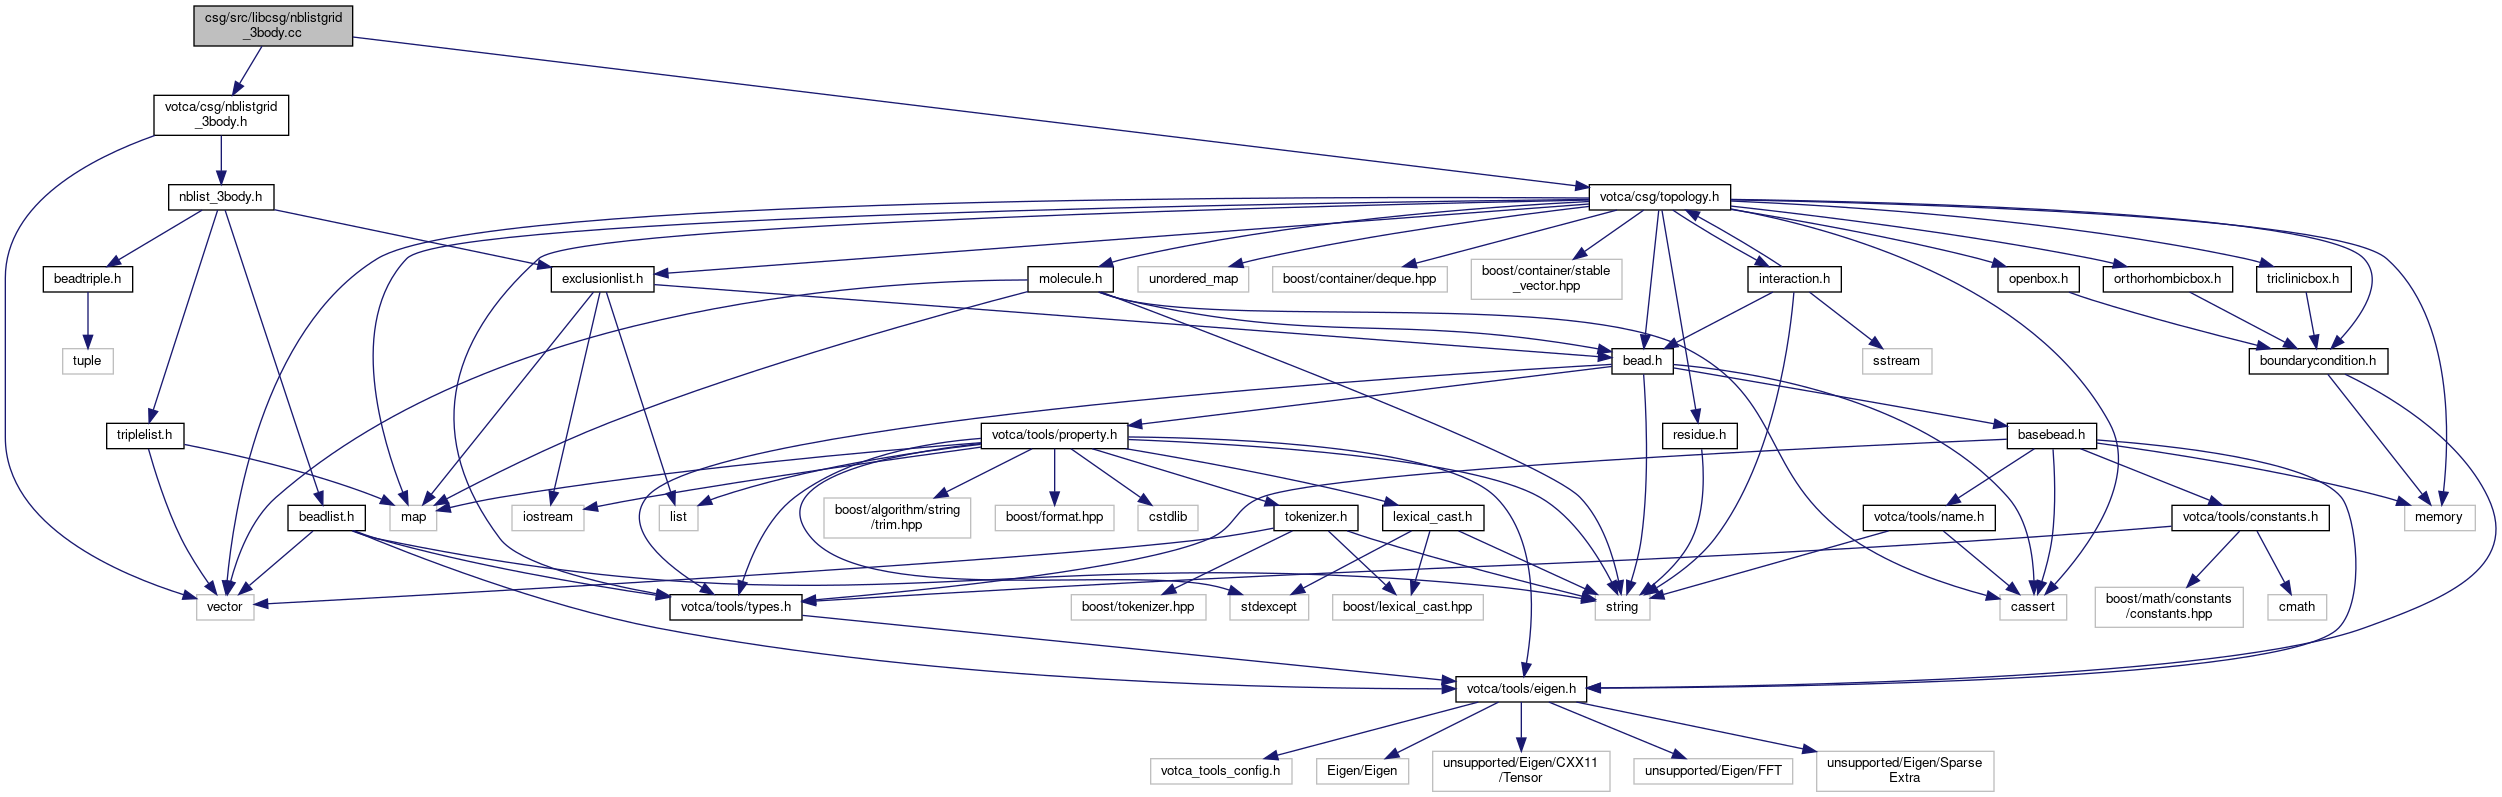 csg/src/libcsg/nblistgrid
_3body.cc
votca/csg/nblistgrid
_3body.h
nblist_3body.h
votca/csg/topology.h
beadtriple.h
exclusionlist.h
molecule.h
unordered_map
boost/container/deque.hpp
boost/container/stable
_vector.hpp
interaction.h
openbox.h
orthorhombicbox.h
triclinicbox.h
tuple
bead.h
sstream
boundarycondition.h
triplelist.h
votca/tools/property.h
residue.h
basebead.h
beadlist.h
map
iostream
list
boost/algorithm/string
/trim.hpp
boost/format.hpp
cstdlib
tokenizer.h
lexical_cast.h
votca/tools/name.h
votca/tools/constants.h
memory
vector
votca/tools/types.h
boost/tokenizer.hpp
stdexcept
boost/lexical_cast.hpp
string
cassert
boost/math/constants
/constants.hpp
cmath
votca/tools/eigen.h
votca_tools_config.h
Eigen/Eigen
unsupported/Eigen/CXX11
/Tensor
unsupported/Eigen/FFT
unsupported/Eigen/Sparse
Extra